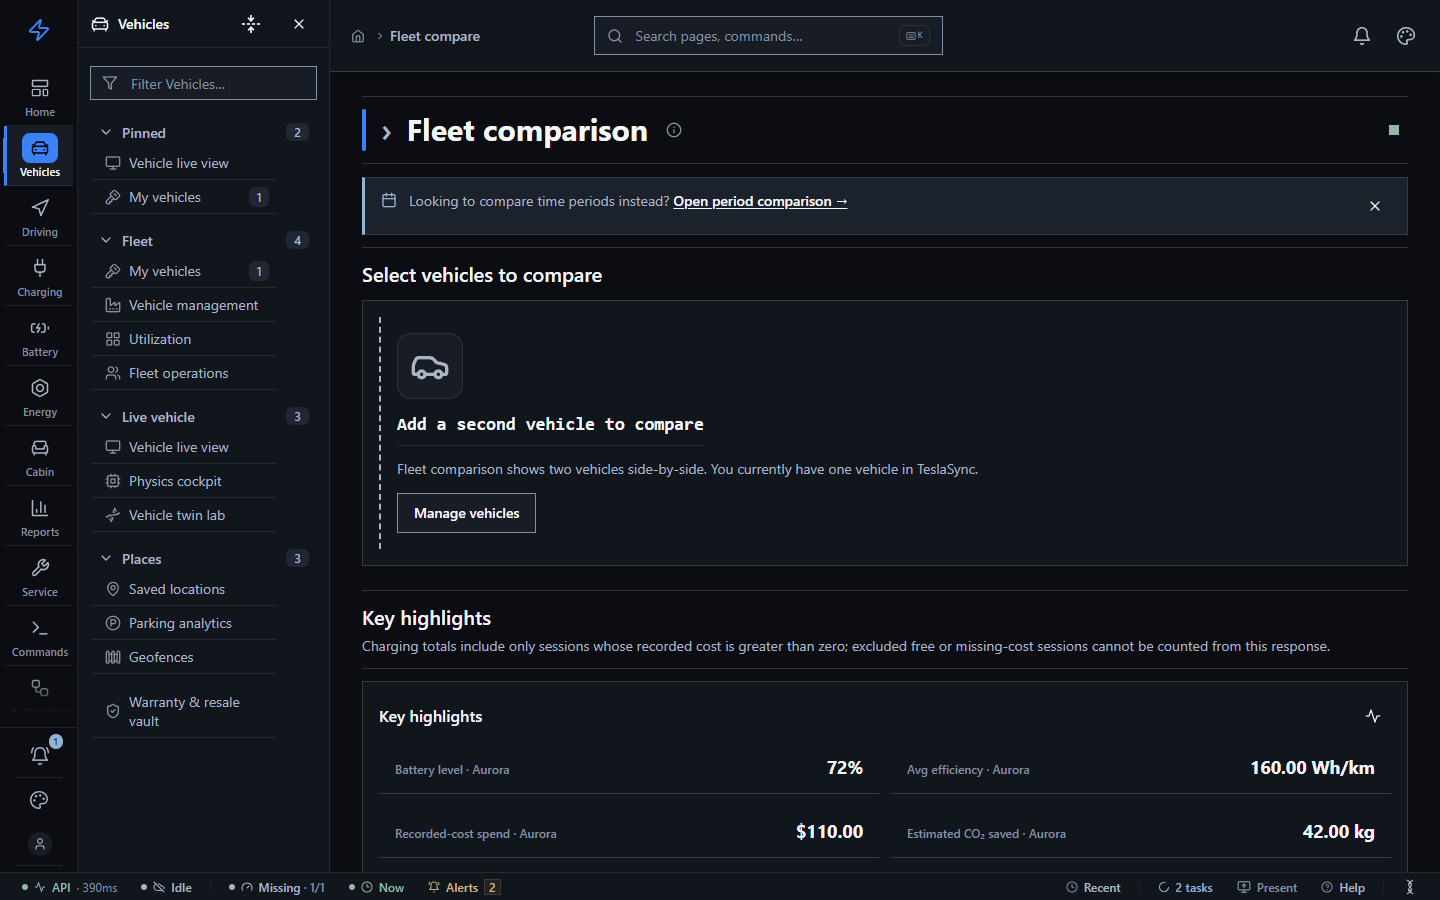 Home
Vehicles
Driving
Charging
Battery
Energy
Cabin
Reports
Service
Commands
1
Vehicles
Filter Vehicles...
Pinned 2
Vehicle live view
My vehicles 1
Fleet 4
My vehicles 1
Vehicle management
Utilization
Fleet operations
Live vehicle 3
Vehicle live view
Physics cockpit
Vehicle twin lab
Places 3
Saved locations
Parking analytics
Geofences
Warranty & resale
vault
Fleet compare
Search pages, commands... K
Fleet comparison
Looking to compare time periods instead? Open period comparison →
Select vehicles to compare
Add a second vehicle to compare
Fleet comparison shows two vehicles side-by-side. You currently have one vehicle in TeslaSync.
Manage vehicles
Key highlights
Charging totals include only sessions whose recorded cost is greater than zero; excluded free or missing-cost sessions cannot be counted from this response.
Key highlights
Battery level · Aurora 72%
Avg efficiency · Aurora 160.00 Wh/km
Recorded-cost spend · Aurora $110.00
Estimated CO₂ saved · Aurora 42.00 kg
API · 390ms Idle Missing · 1/1 Now Alerts 2 Recent 2 tasks Present Help